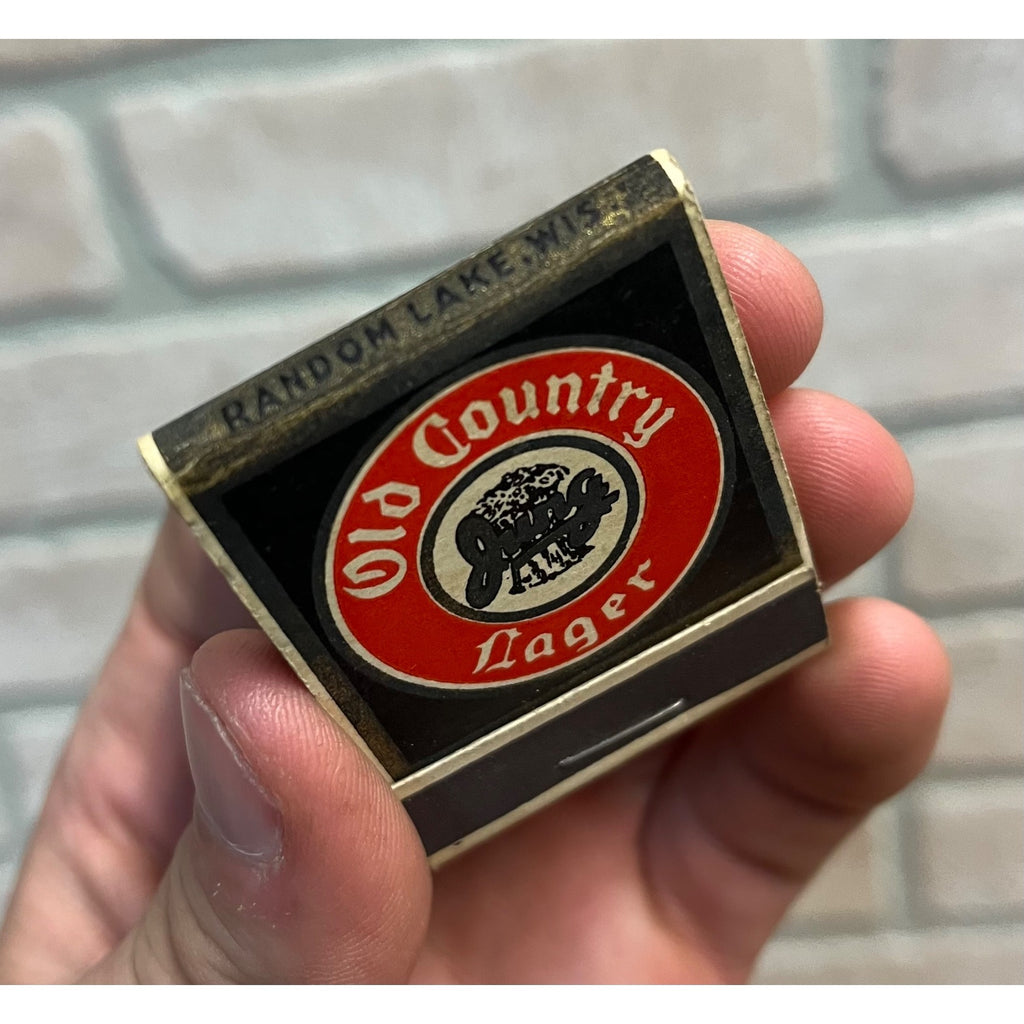 RANDOM LAKE, WIS.
Old Country
Jung
Lager